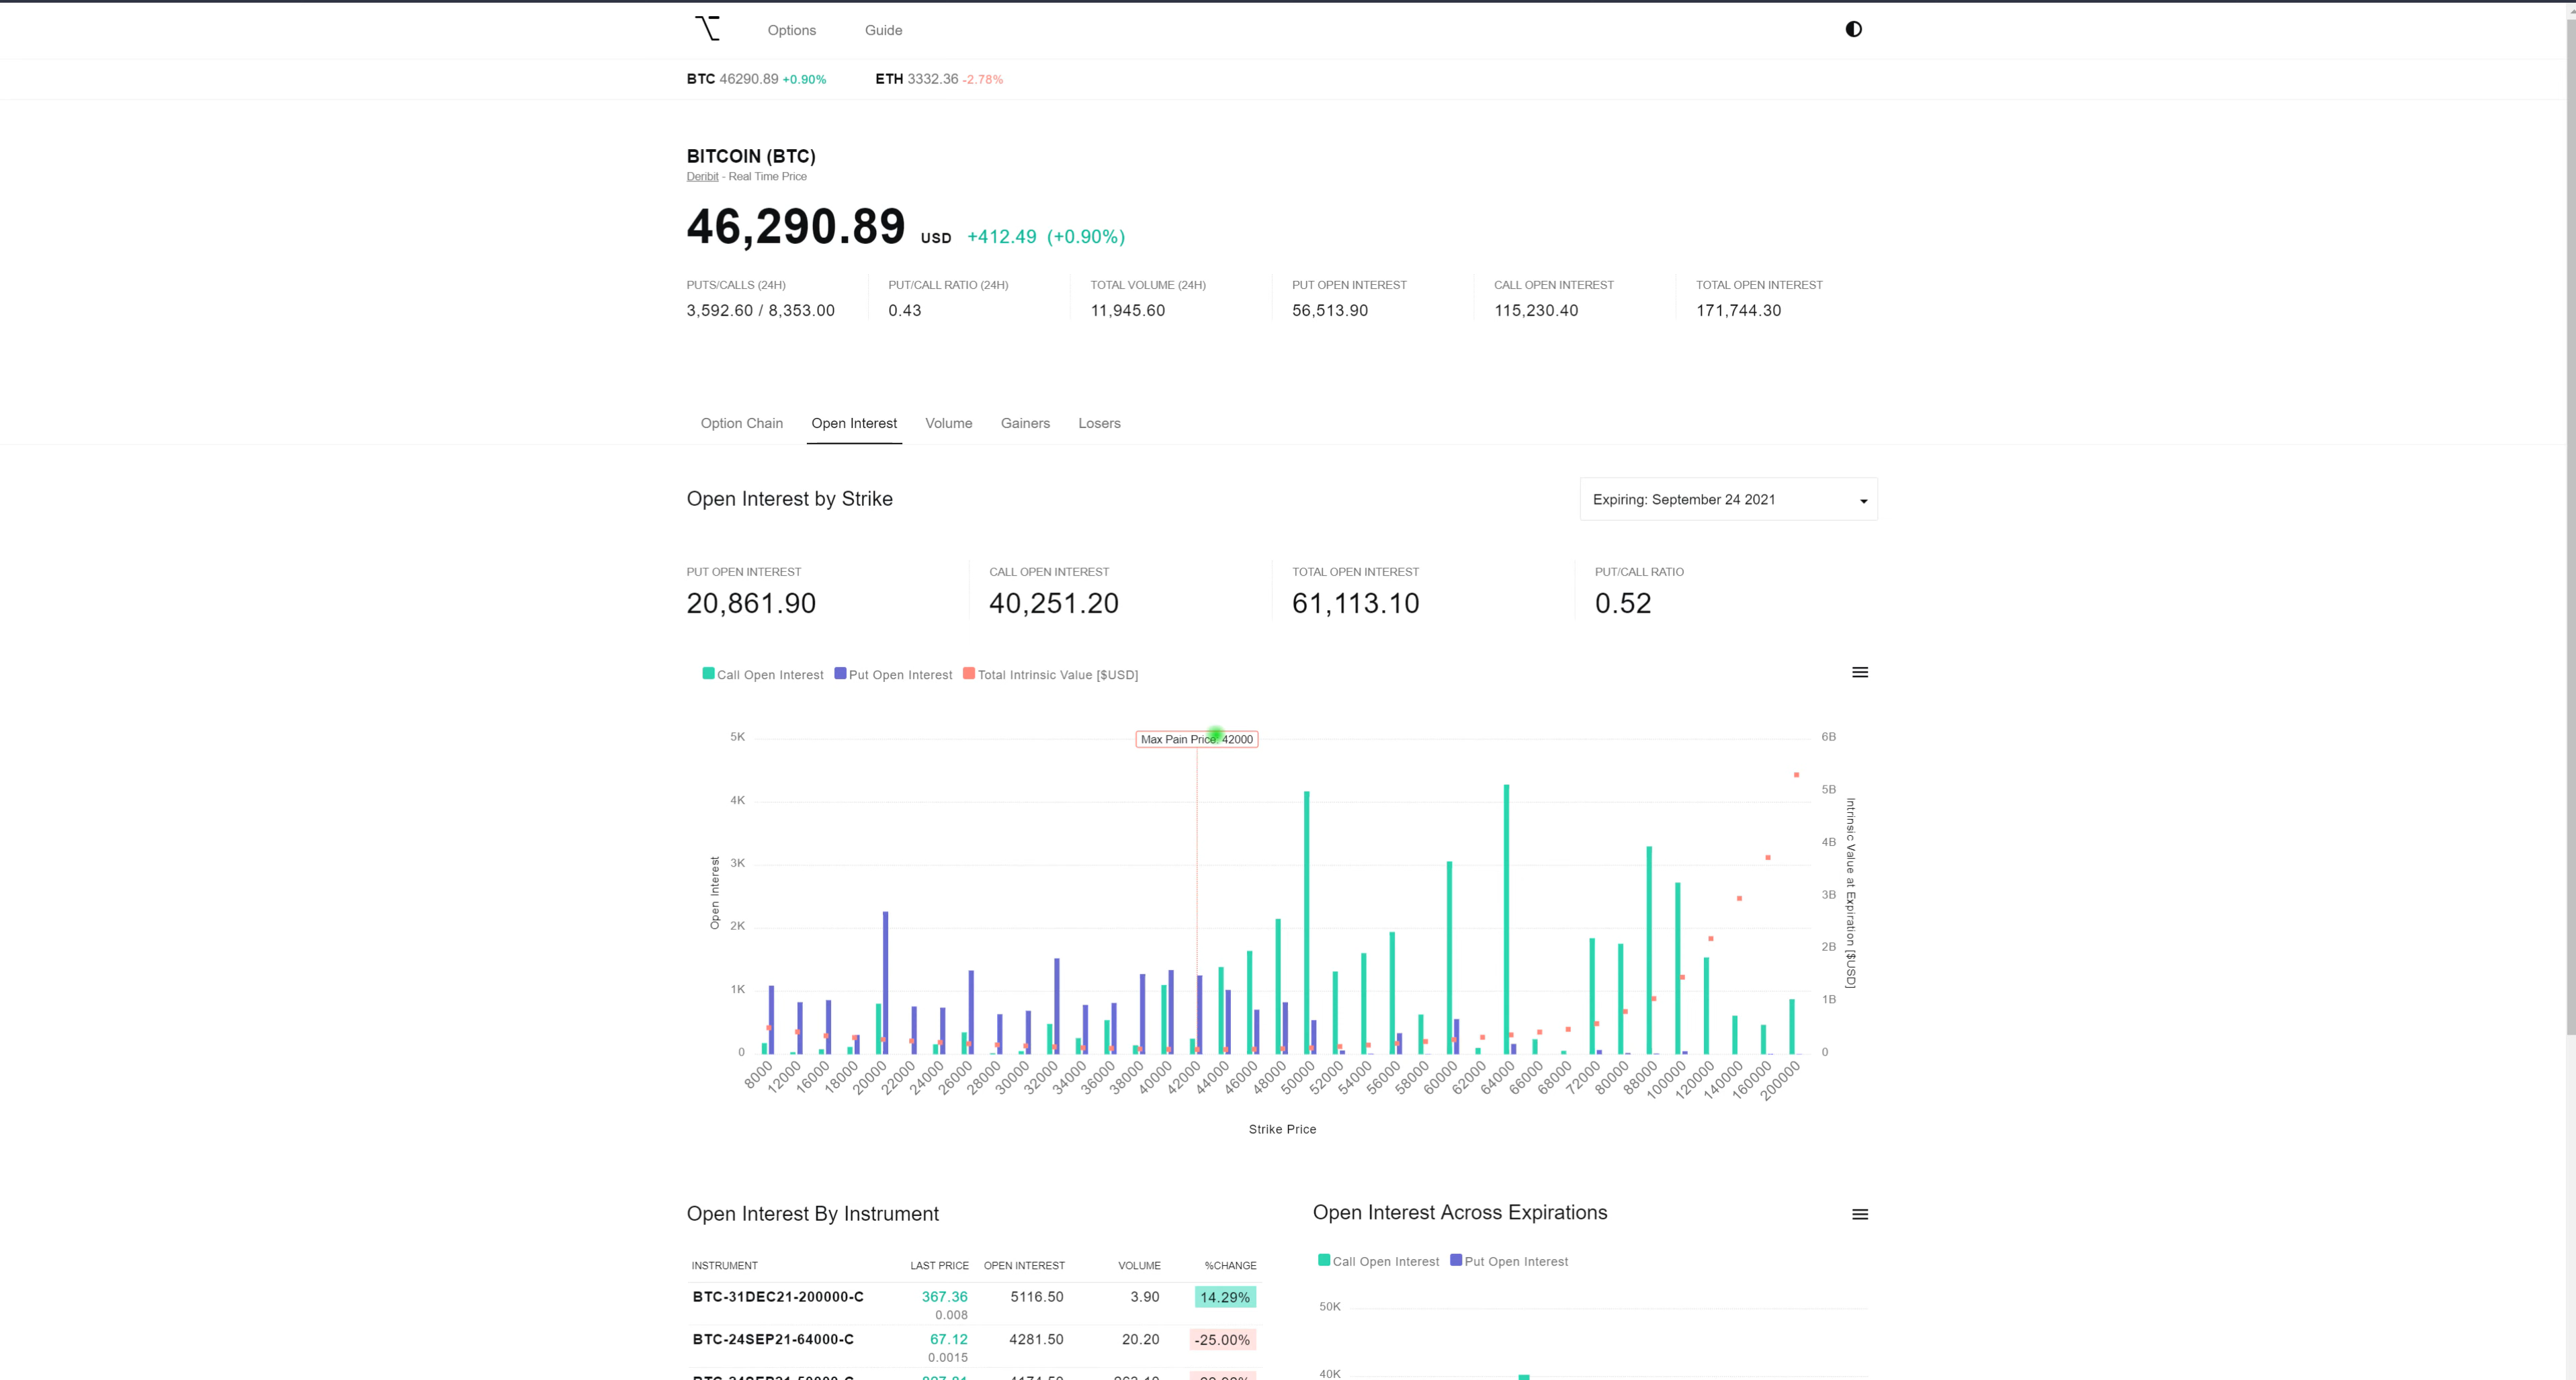 Options Guide
BTC 46290.89 +0.90% ETH 3332.36 -2.78%
BITCOIN (BTC)
Deribit - Real Time Price
46,290.89 USD +412.49 (+0.90%)
PUTS/CALLS (24H) PUT/CALL RATIO (24H) TOTAL VOLUME (24H) PUT OPEN INTEREST CALL OPEN INTEREST TOTAL OPEN INTEREST
3,592.60 / 8,353.00 0.43 11,945.60 56,513.90 115,230.40 171,744.30
Option Chain Open Interest Volume Gainers Losers
Open Interest by Strike Expiring: September 24 2021
PUT OPEN INTEREST CALL OPEN INTEREST TOTAL OPEN INTEREST PUT/CALL RATIO
20,861.90 40,251.20 61,113.10 0.52
Call Open Interest Put Open Interest Total Intrinsic Value [$USD]
Max Pain Price: 42000
5K 6B
5B
4K
4B
3K
3B
2K
2B
1K
1B
0 0
Open Interest
Intrinsic Value at Expiration [$USD]
8000 12000 16000 18000 20000 22000 24000 26000 28000 30000 32000 34000 36000 38000 40000 42000 44000 46000 48000 50000 52000 54000 56000 58000 60000 62000 64000 66000 68000 72000 80000 88000 100000 120000 140000 160000 200000
Strike Price
Open Interest By Instrument
INSTRUMENT LAST PRICE OPEN INTEREST VOLUME %CHANGE
BTC-31DEC21-200000-C 367.36 5116.50 3.90 14.29%
0.008
BTC-24SEP21-64000-C 67.12 4281.50 20.20 -25.00%
0.0015
Open Interest Across Expirations
Call Open Interest Put Open Interest
50K
40K